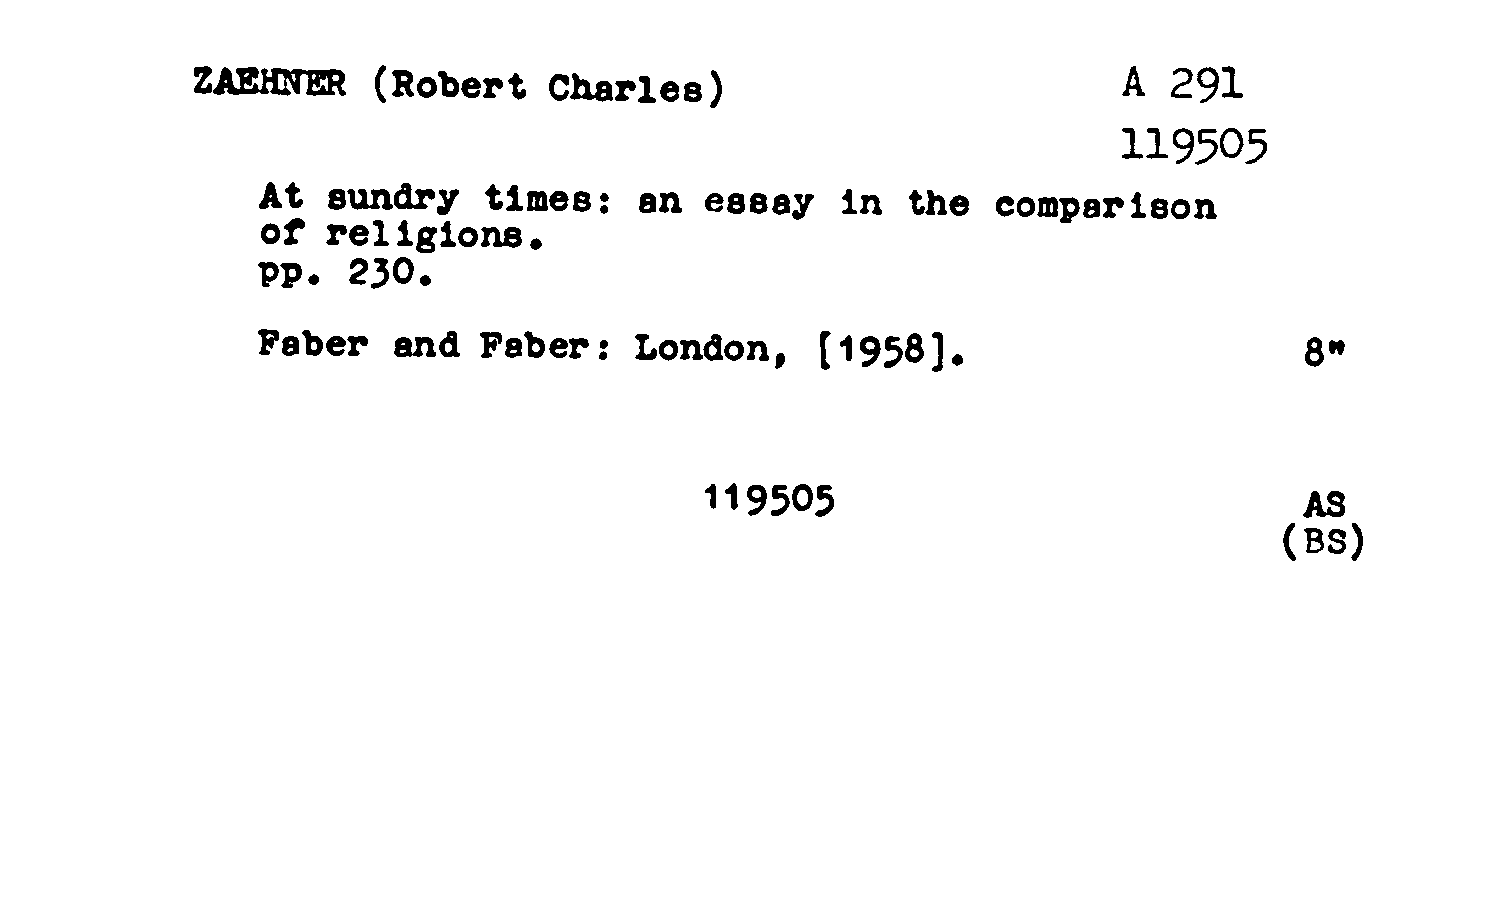 ZAEHNER (Robert Charles) A 291
119505
At sundry times: an essay in the comparison
of religions.
pp. 230.
Faber and Faber: London, [1958]. 8"
119505 AS
(BS)